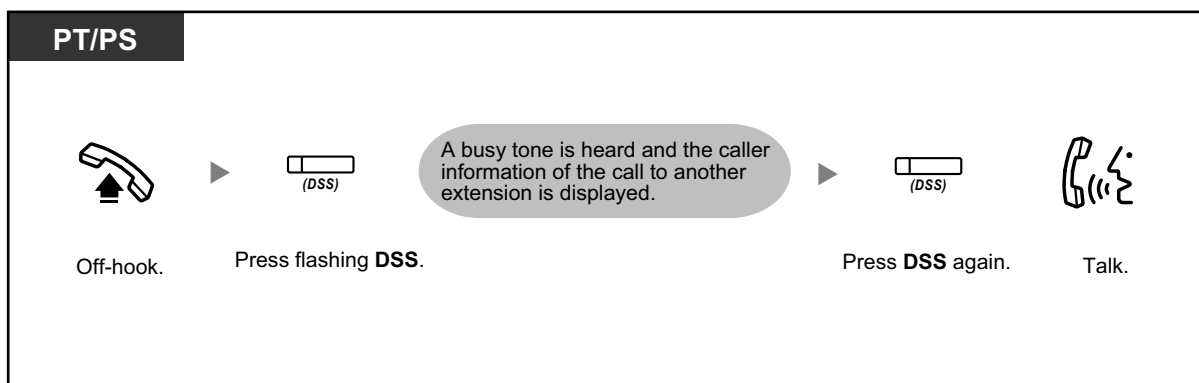 PT/PS
A busy tone is heard and the caller
information of the call to another
extension is displayed.
(DSS)
(DSS)
Off-hook.
Press flashing DSS.
Press DSS again.
Talk.